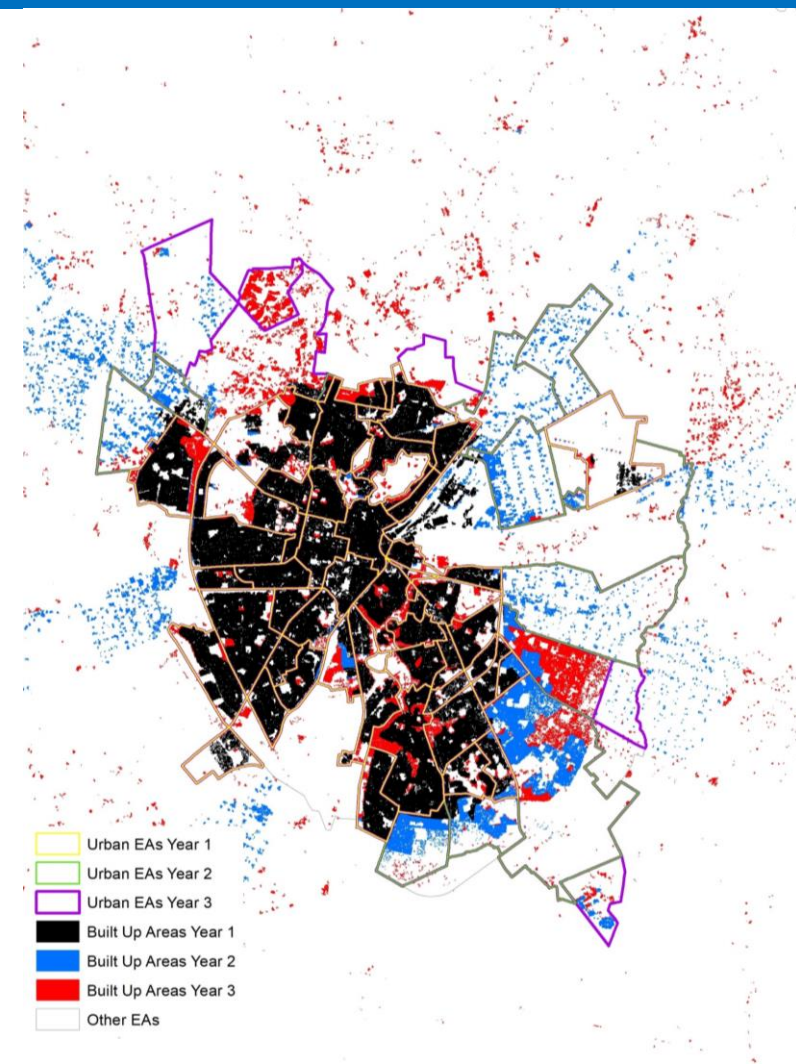 Urban EAs Year 1
Urban EAs Year 2
Urban EAs Year 3
Built Up Areas Year 1
Built Up Areas Year 2
Built Up Areas Year 3
Other EAs